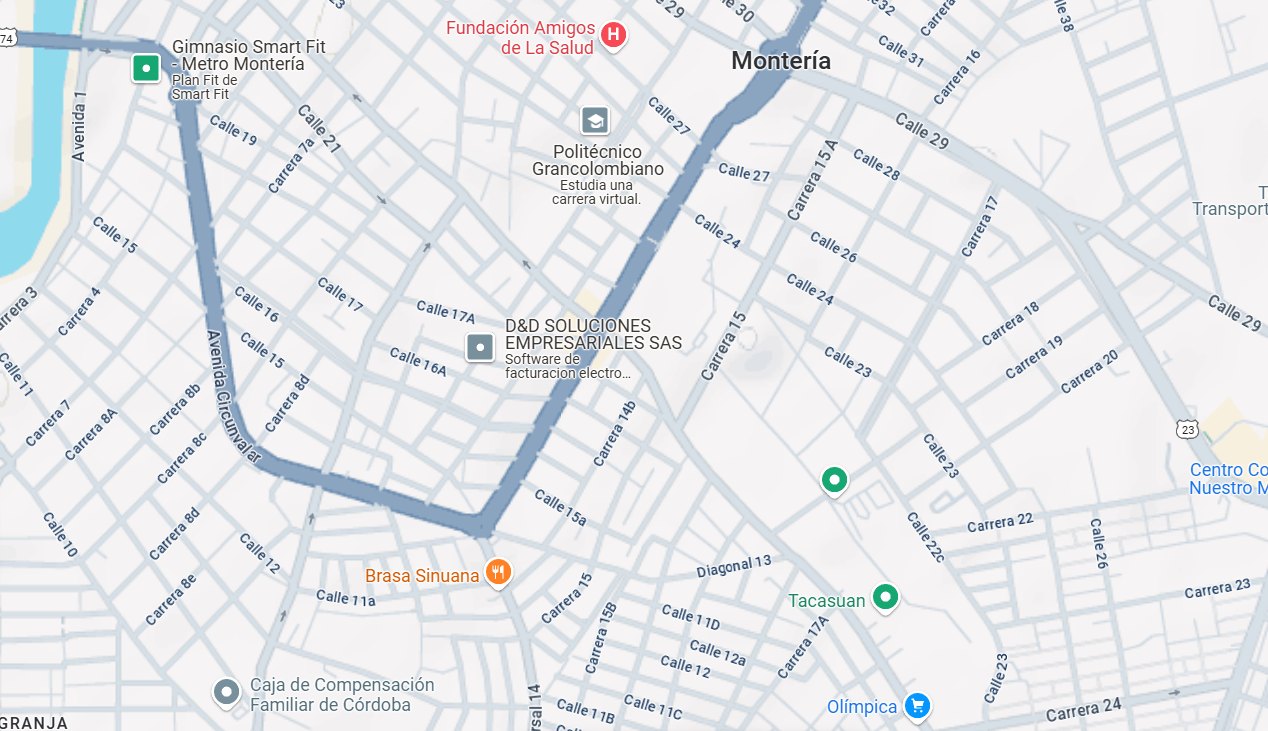 29
30
Calle 32
Carrera
Calle 38
Fundación Amigos
de La Salud
74
Gimnasio Smart Fit
- Metro Montería
Plan Fit de
Smart Fit
Montería
Calle 31
Carrera 16
Avenida 1
Calle 19
Calle 21
Carrera 7a
Calle 27
Calle 29
Politécnico
Grancolombiano
Estudia una
carrera virtual.
Calle 27
Carrera 15 A
Calle 28
T
Transport
Calle 15
Calle 24
Calle 26
Carrera 17
Carrera 3
Carrera 4
Calle 16
Calle 17
Calle 17A
Calle 24
Carrera 18
Calle 29
D&D SOLUCIONES
EMPRESARIALES SAS
Software de
facturacion electro...
Avenida Circunvalar
Calle 15
Calle 16A
Carrera 15
Calle 23
Carrera 19
Carrera 20
Calle 11
Carrera 7
Carrera 8A
Carrera 8b
Carrera 8c
Carrera 8d
Carrera 14b
23
Calle 23
Centro Co
Nuestro M
Calle 15a
Calle 10
Carrera 8d
Calle 12
Carrera 22
Calle 22c
Calle 26
Brasa Sinuana
Diagonal 13
Carrera 8e
Calle 11a
Carrera 15
Carrera 15B
Tacasuan
Carrera 23
Calle 11D
Calle 12a
Calle 12
Carrera 17A
Calle 23
Caja de Compensación
Familiar de Córdoba
rsal 14
Calle 11B
Calle 11C
Olímpica
Carrera 24
GRANJA